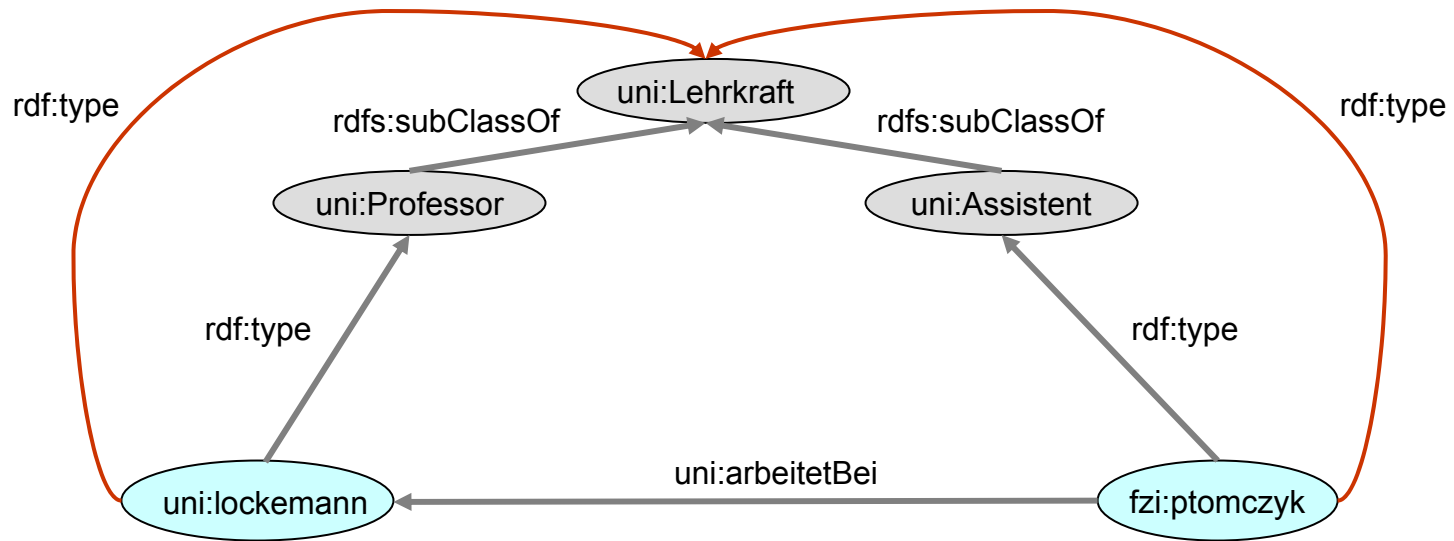 uni:Lehrkraft
rdf:type
rdf:type
rdfs:subClassOf
rdfs:subClassOf
uni:Professor
uni:Assistent
rdf:type
rdf:type
uni:arbeitetBei
uni:lockemann
fzi:ptomczyk